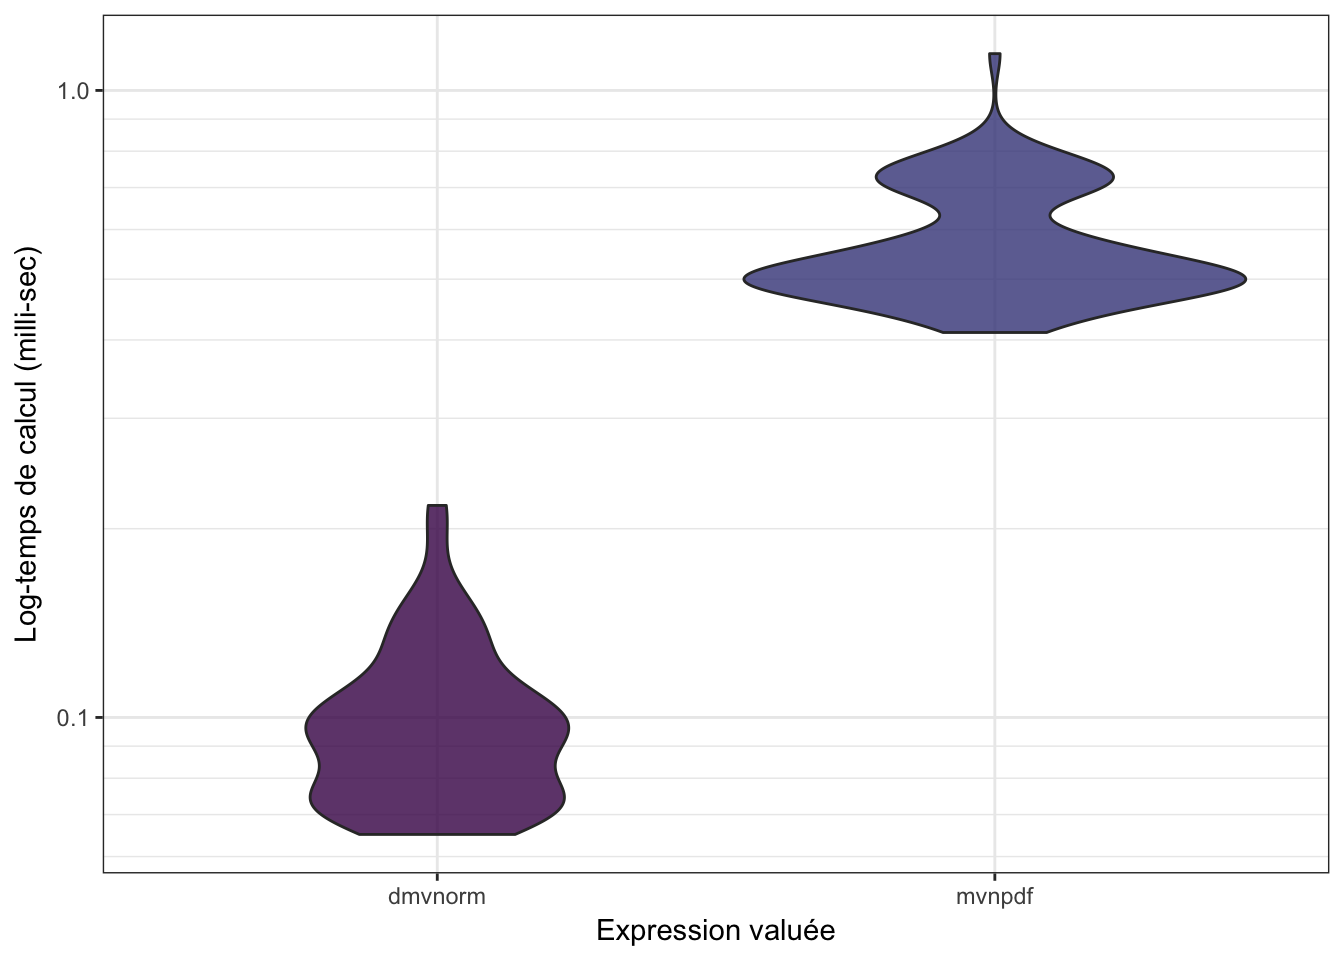 Log-temps de calcul (milli-sec)
1.0
0.1
dmvnorm
mvnpdf
Expression valuée